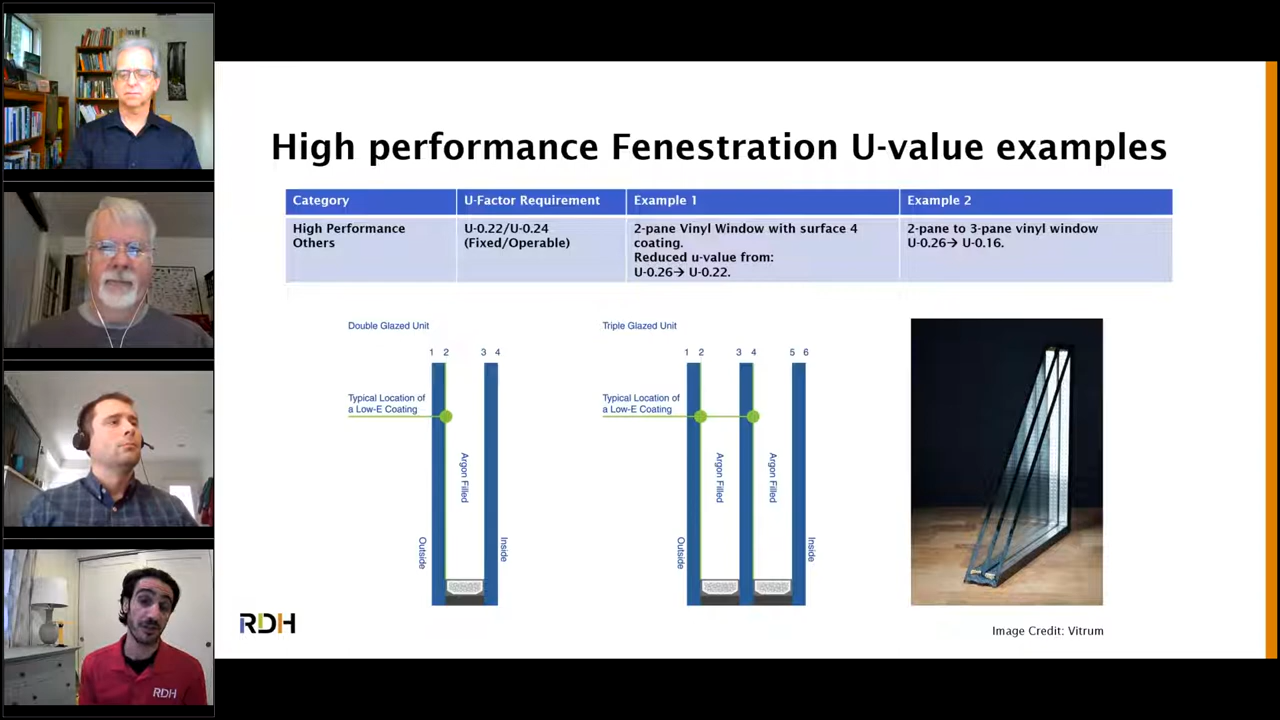 High performance Fenestration U-value examples
Category
U-Factor Requirement
Example 1
Example 2
High Performance
Others
U-0.22/U-0.24
(Fixed/Operable)
2-pane Vinyl Window with surface 4
coating.
Reduced u-value from:
U-0.26→ U-0.22.
2-pane to 3-pane vinyl window
U-0.26→ U-0.16.
Double Glazed Unit
1 2 3 4
Typical Location of
a Low-E Coating
Argon Filled
Outside
Inside
Triple Glazed Unit
1 2 3 4 5 6
Typical Location of
a Low-E Coating
Argon Filled
Argon Filled
Outside
Inside
RDH
Image Credit: Vitrum
RDH